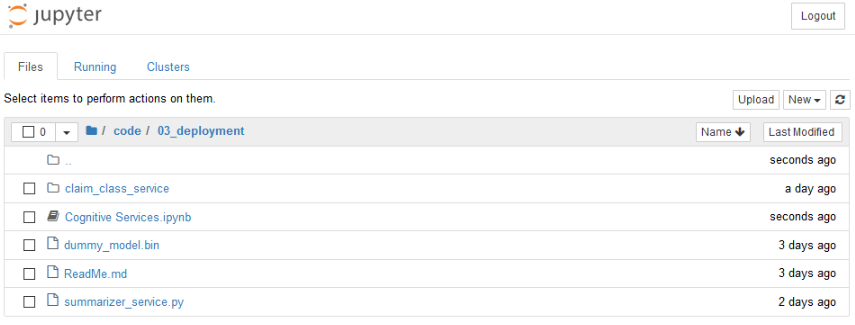 jupyter Logout
Files Running Clusters
Select items to perform actions on them. Upload New
0 / code / 03_deployment Name Last Modified
.. seconds ago
claim_class_service a day ago
Cognitive Services.ipynb seconds ago
dummy_model.bin 3 days ago
ReadMe.md 3 days ago
summarizer_service.py 2 days ago